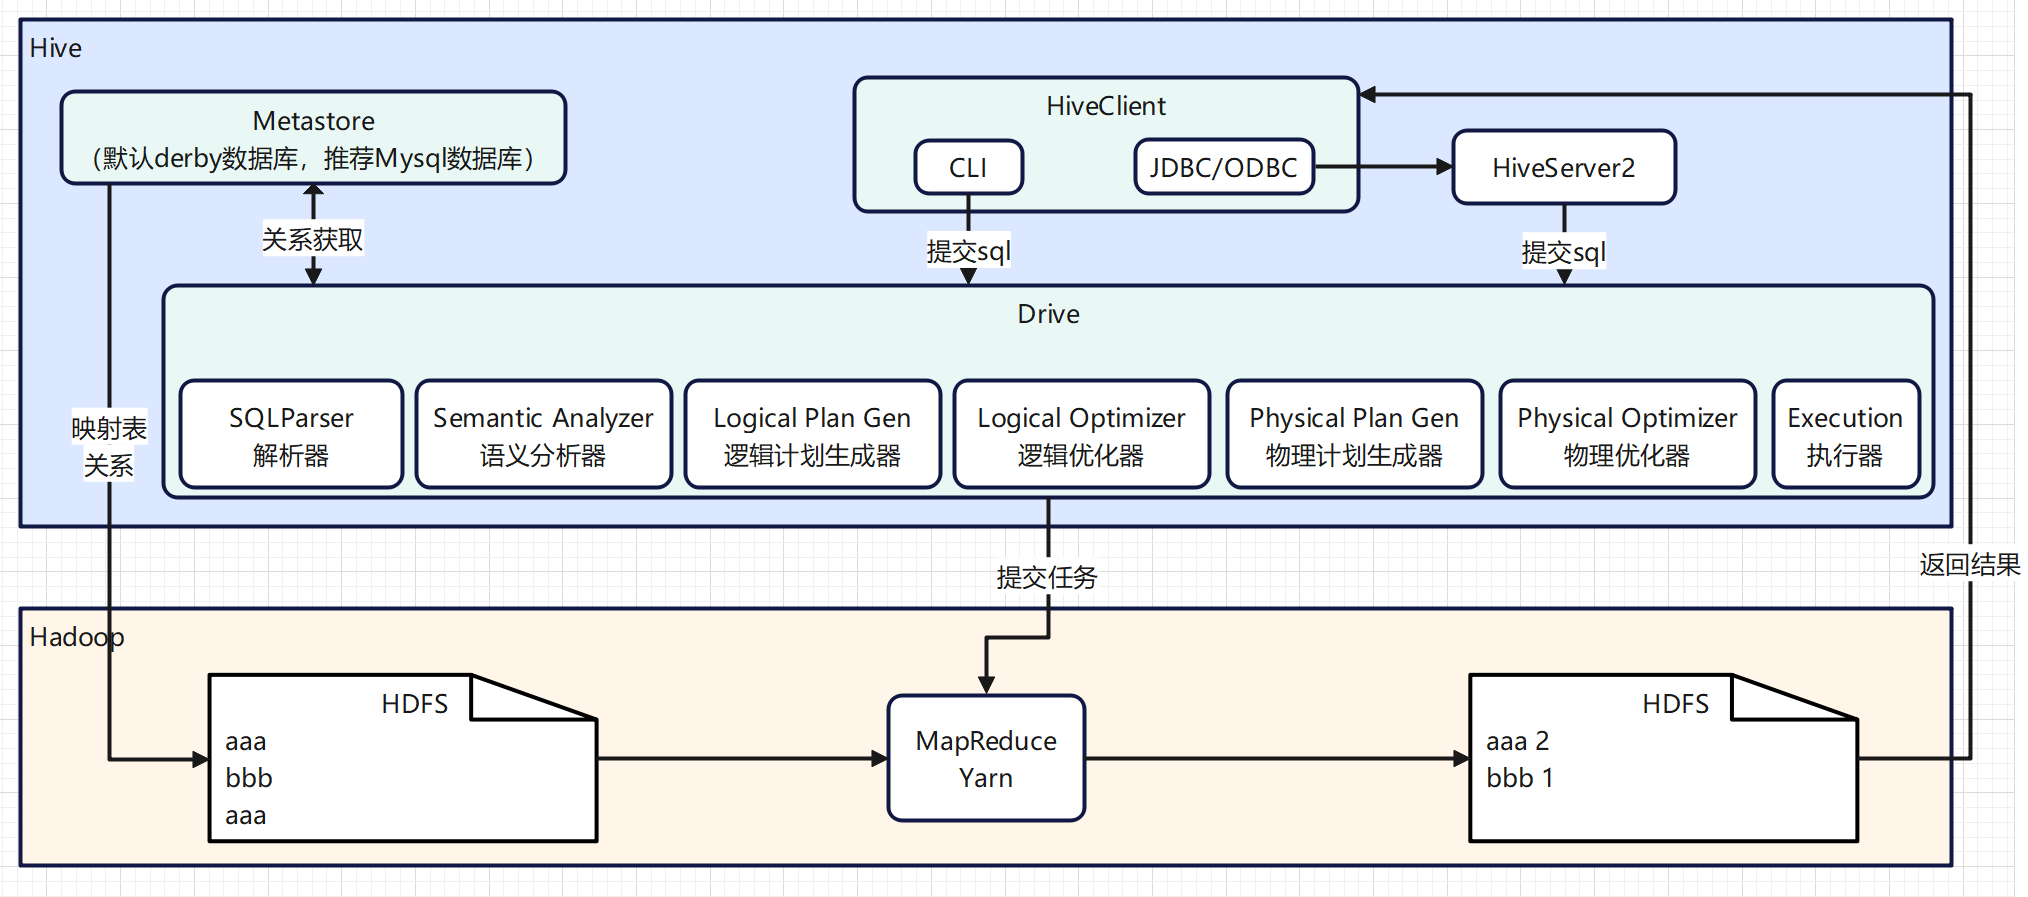 Hive
Metastore
（默认derby数据库，推荐Mysql数据库）
HiveClient
CLI
JDBC/ODBC
HiveServer2
关系获取
提交sql
提交sql
Drive
SQLParser
解析器
Semantic Analyzer
语义分析器
Logical Plan Gen
逻辑计划生成器
Logical Optimizer
逻辑优化器
Physical Plan Gen
物理计划生成器
Physical Optimizer
物理优化器
Execution
执行器
映射表
关系
提交任务
返回结果
Hadoop
HDFS
aaa
bbb
aaa
MapReduce
Yarn
HDFS
aaa 2
bbb 1